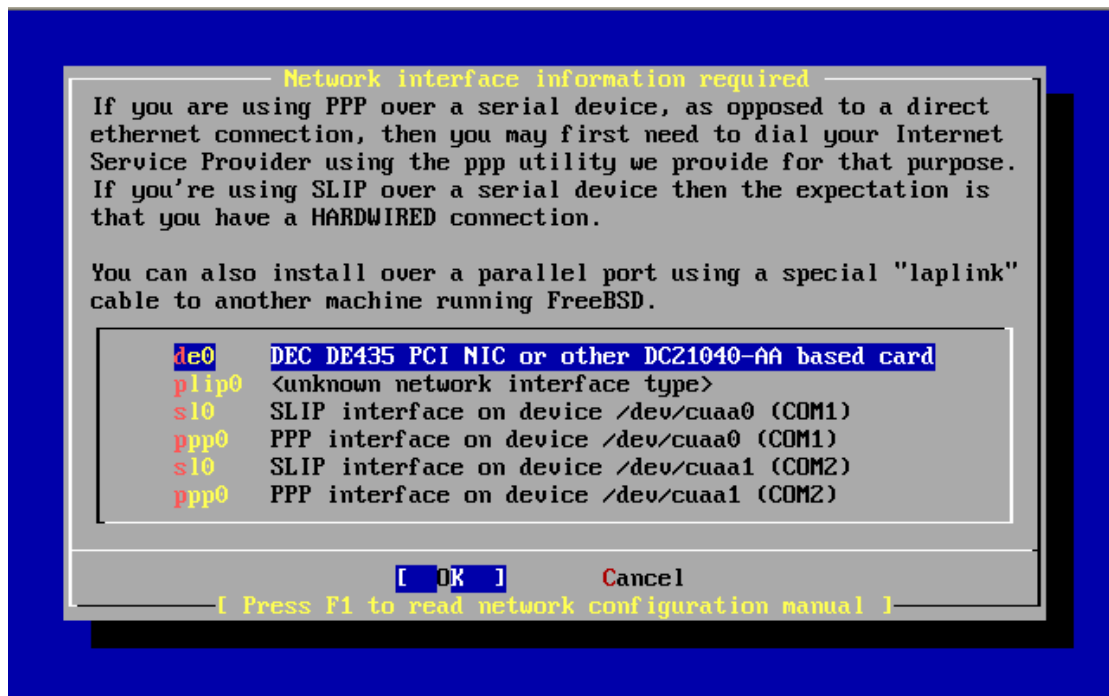 Network interface information required
If you are using PPP over a serial device, as opposed to a direct
ethernet connection, then you may first need to dial your Internet
Service Provider using the ppp utility we provide for that purpose.
If you're using SLIP over a serial device then the expectation is
that you have a HARDWIRED connection.
You can also install over a parallel port using a special "laplink"
cable to another machine running FreeBSD.
de0 DEC DE435 PCI NIC or other DC21040-AA based card
plip0 <unknown network interface type>
sl0 SLIP interface on device /dev/cuaa0 (COM1)
ppp0 PPP interface on device /dev/cuaa0 (COM1)
sl0 SLIP interface on device /dev/cuaa1 (COM2)
ppp0 PPP interface on device /dev/cuaa1 (COM2)
[ OK ] Cancel
[ Press F1 to read network configuration manual ]